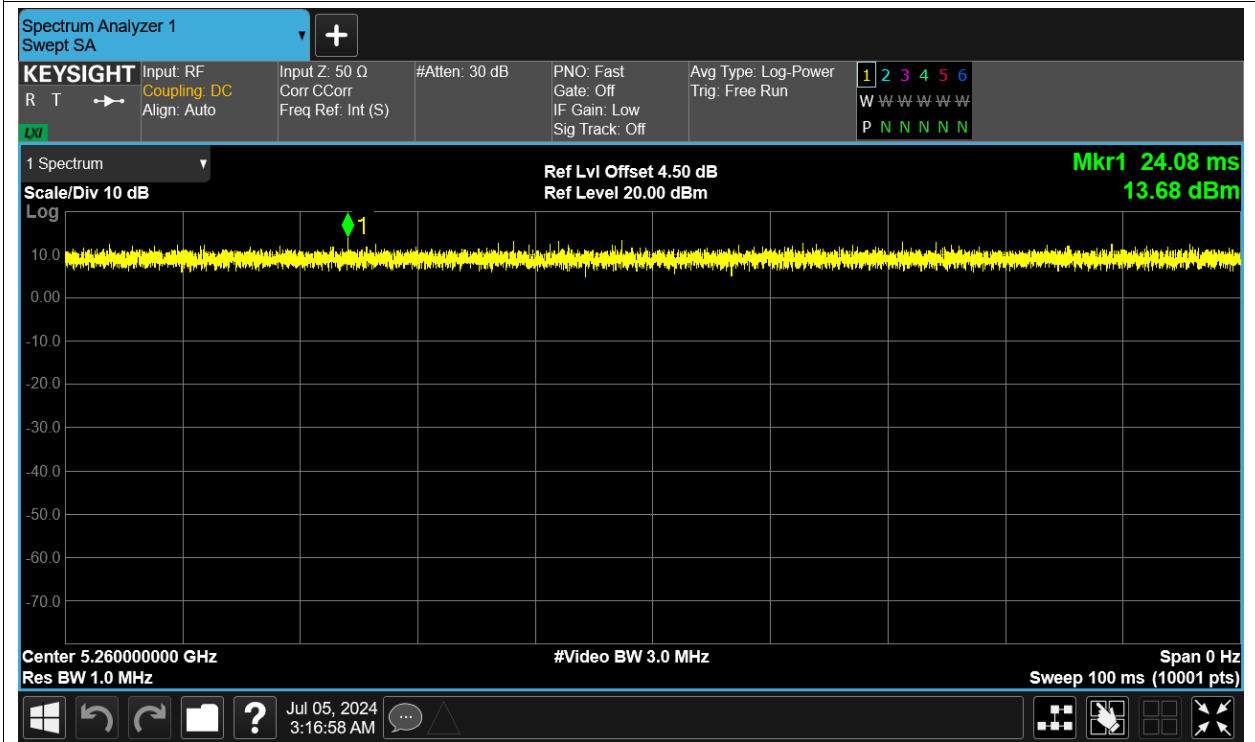 Spectrum Analyzer 1
Swept SA
+
KEYSIGHT
R T
LXI
Input: RF
Coupling: DC
Align: Auto
Input Z: 50 Ω
Corr CCorr
Freq Ref: Int (S)
#Atten: 30 dB
PNO: Fast
Gate: Off
IF Gain: Low
Sig Track: Off
Avg Type: Log-Power
Trig: Free Run
1 2 3 4 5 6
W W W W W W
P N N N N N
1 Spectrum
Scale/Div 10 dB
Ref Lvl Offset 4.50 dB
Ref Level 20.00 dBm
Mkr1 24.08 ms
13.68 dBm
Log
1
10.0
0.00
-10.0
-20.0
-30.0
-40.0
-50.0
-60.0
-70.0
Center 5.260000000 GHz
Res BW 1.0 MHz
#Video BW 3.0 MHz
Span 0 Hz
Sweep 100 ms (10001 pts)
?
Jul 05, 2024
3:16:58 AM